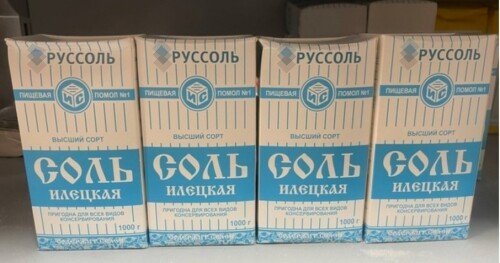 РУССОЛЬ
ПИЩЕВАЯ ПОМОЛ №1
ВЫСШИЙ СОРТ
СОЛЬ
ИЛЕЦКАЯ
ПРИГОДНА ДЛЯ ВСЕХ ВИДОВ
КОНСЕРВИРОВАНИЯ
1000 г
РУССОЛЬ
ПИЩЕВАЯ ПОМОЛ №1
ВЫСШИЙ СОРТ
СОЛЬ
ИЛЕЦКАЯ
ПРИГОДНА ДЛЯ ВСЕХ ВИДОВ
КОНСЕРВИРОВАНИЯ
1000 г
РУССОЛЬ
ПИЩЕВАЯ ПОМОЛ №1
ВЫСШИЙ СОРТ
СОЛЬ
ИЛЕЦКАЯ
ПРИГОДНА ДЛЯ ВСЕХ ВИДОВ
КОНСЕРВИРОВАНИЯ
1000 г
РУССОЛЬ
ПИЩЕВАЯ ПОМОЛ №1
ВЫСШИЙ СОРТ
СОЛЬ
ИЛЕЦКАЯ
ПРИГОДНА ДЛЯ ВСЕХ ВИДОВ
КОНСЕРВИРОВАНИЯ
1000 г